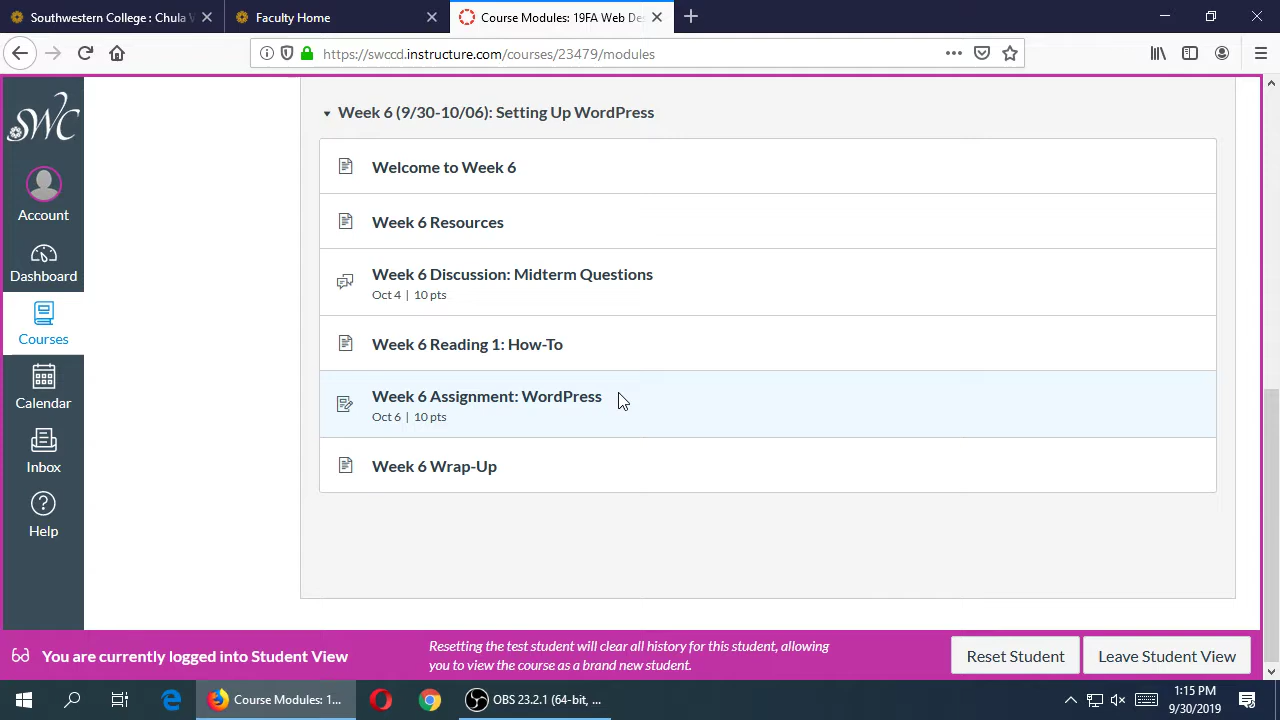 Southwestern College : Chula V
Faculty Home
Course Modules: 19FA Web De
https://swccd.instructure.com/courses/23479/modules
SWC
Account
Dashboard
Courses
Calendar
Inbox
Help
Week 6 (9/30-10/06): Setting Up WordPress
Welcome to Week 6
Week 6 Resources
Week 6 Discussion: Midterm Questions
Oct 4 | 10 pts
Week 6 Reading 1: How-To
Week 6 Assignment: WordPress
Oct 6 | 10 pts
Week 6 Wrap-Up
You are currently logged into Student View
Resetting the test student will clear all history for this student, allowing
you to view the course as a brand new student.
Reset Student
Leave Student View
Course Modules: 1...
OBS 23.2.1 (64-bit, ...
1:15 PM
9/30/2019